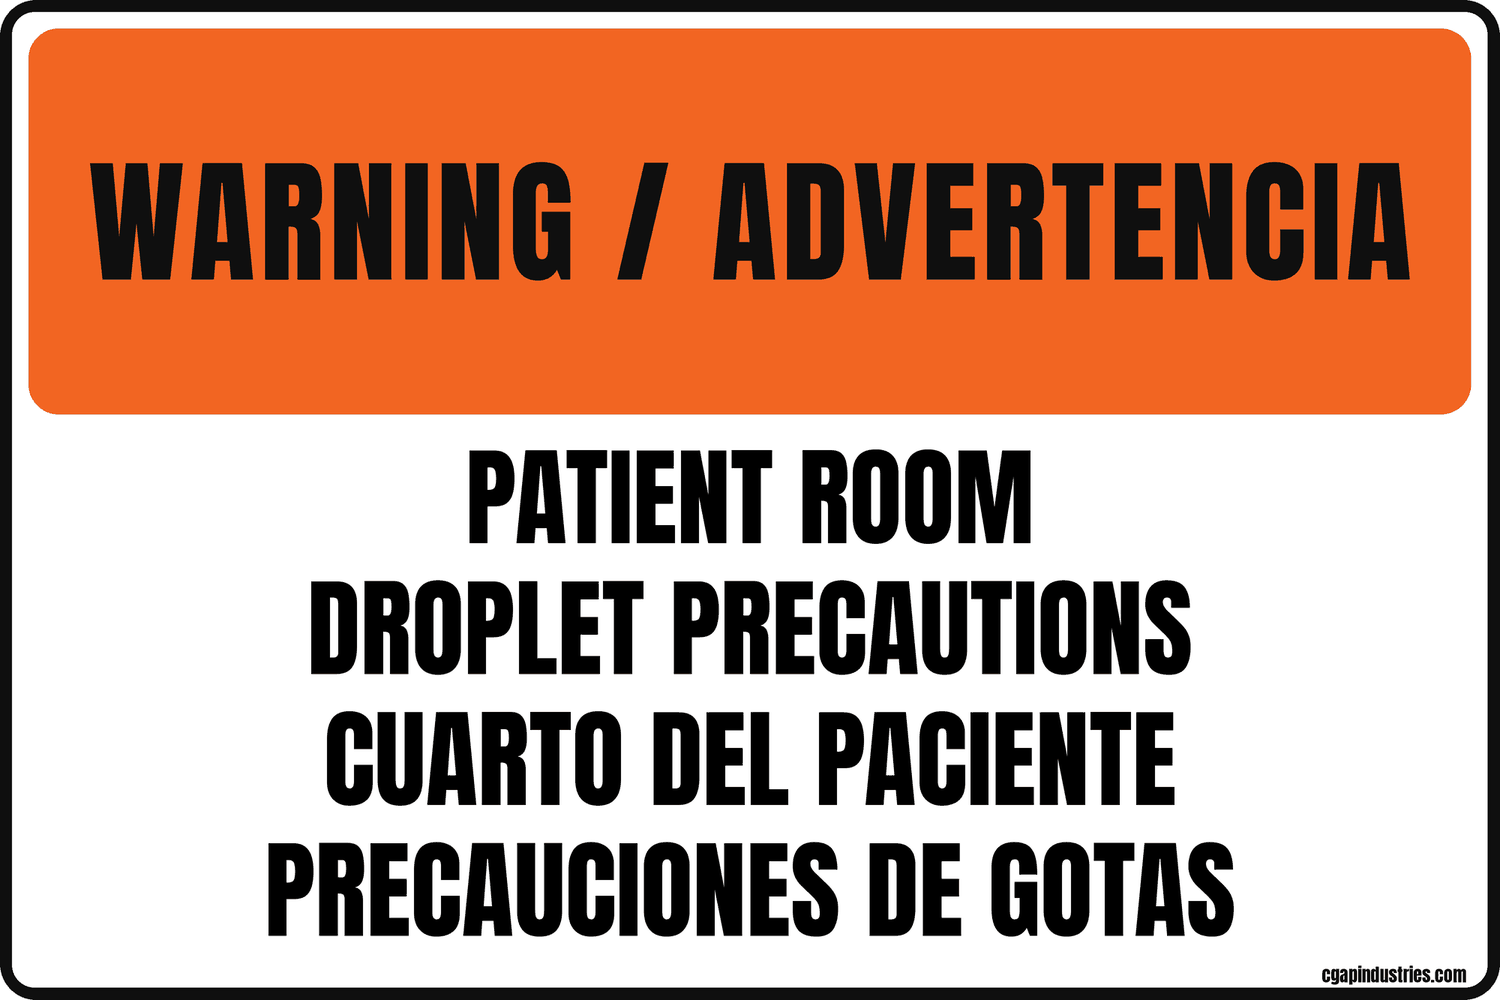 WARNING / ADVERTENCIA
PATIENT ROOM
DROPLET PRECAUTIONS
CUARTO DEL PACIENTE
PRECAUCIONES DE GOTAS
cgapindustries.com